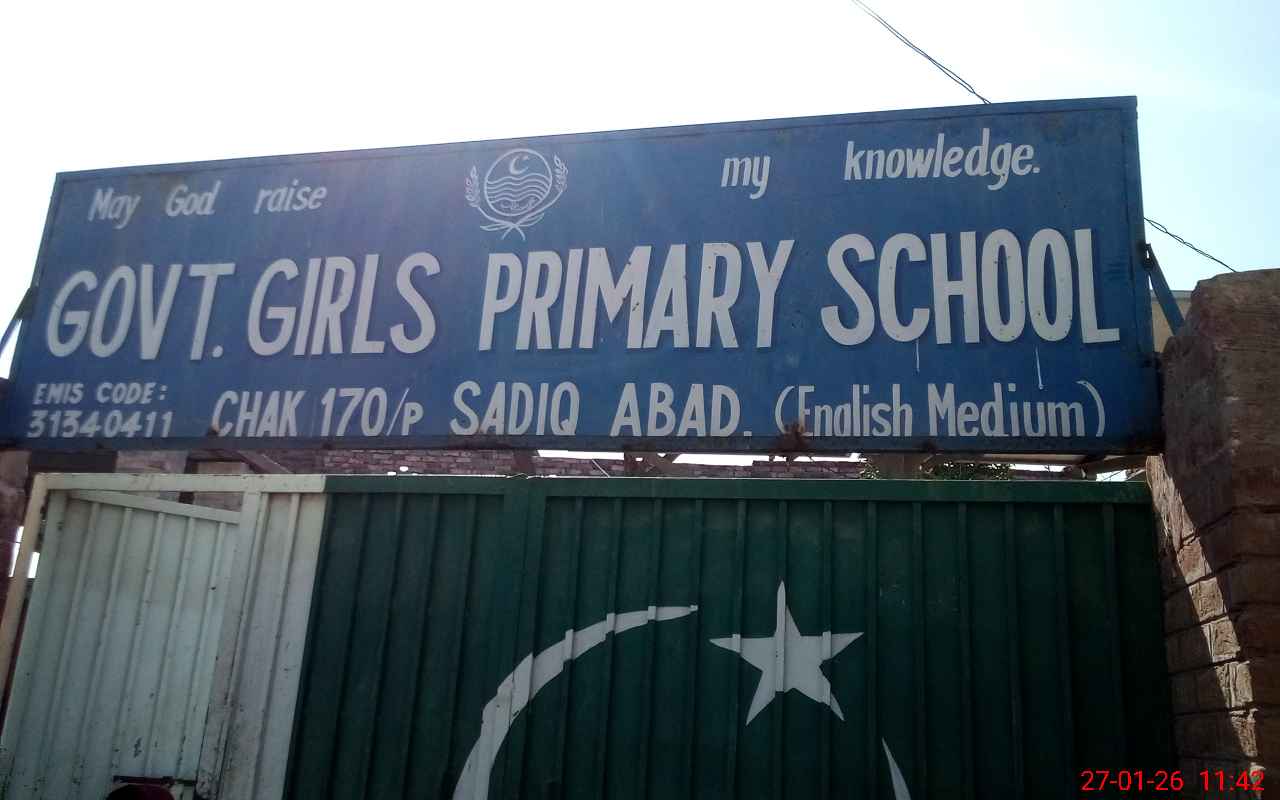 May God raise my knowledge.
GOVT. GIRLS PRIMARY SCHOOL
EMIS CODE:
31340411
CHAK 170/P SADIQ ABAD. (English Medium)
27-01-26 11:42